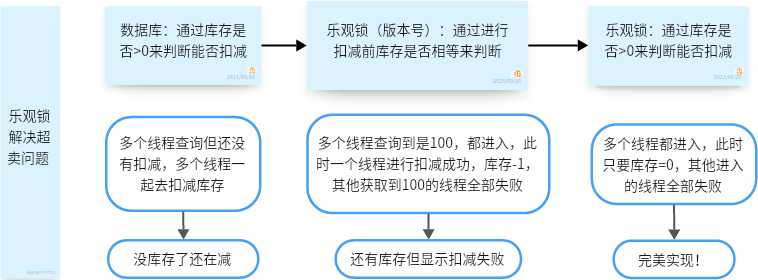 乐观锁
解决超
卖问题
数据库：通过库存是
否>0来判断能否扣减
2023/05/26
乐观锁（版本号）：通过进行
扣减前库存是否相等来判断
2023/05/26
乐观锁：通过库存是
否>0来判断能否扣减
2023/05/26
多个线程查询但还没
有扣减，多个线程一
起去扣减库存
多个线程查询到是100，都进入，此
时一个线程进行扣减成功，库存-1，
其他获取到100的线程全部失败
多个线程都进入，此时
只要库存=0，其他进入
的线程全部失败
没库存了还在减
还有库存但显示扣减失败
完美实现！